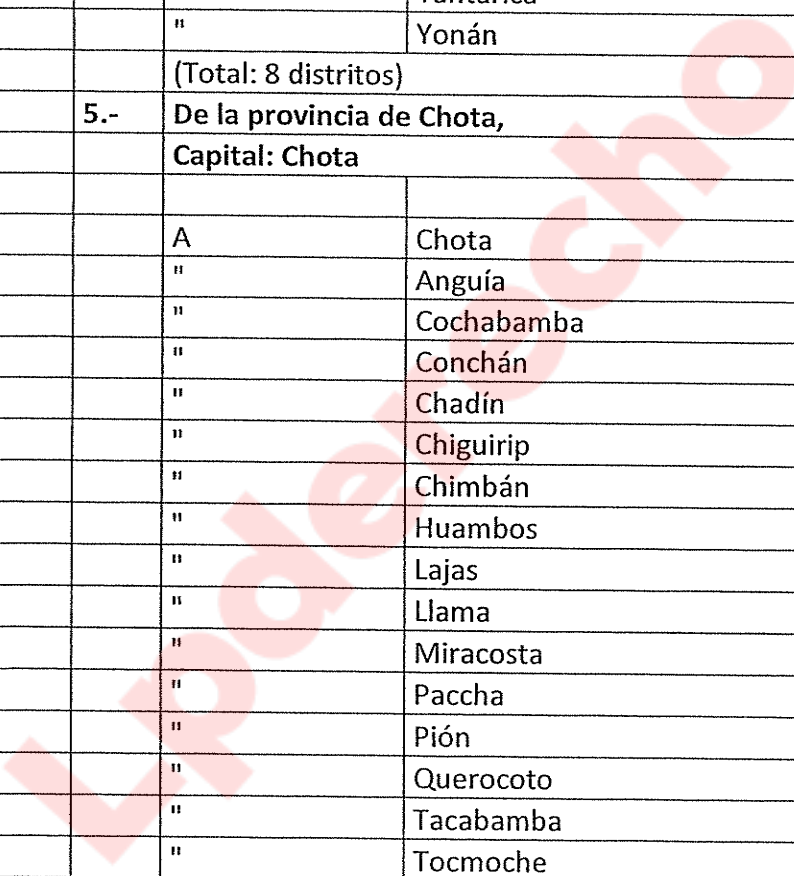 " Yonán
(Total: 8 distritos)
5.- De la provincia de Chota,
Capital: Chota
A Chota
" Anguía
" Cochabamba
" Conchán
" Chadín
" Chiguirip
" Chimbán
" Huambos
" Lajas
" Llama
" Miracosta
" Paccha
" Pión
" Querocoto
" Tacabamba
" Tocmoche
Lpderecho